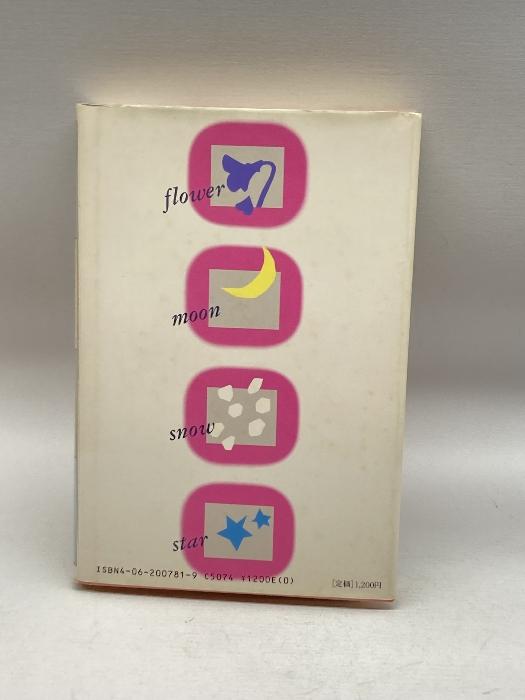 flower
moon
snow
star
ISBN4-06-200781-9 C5074 ¥1200E(0)
[定価]1,200円